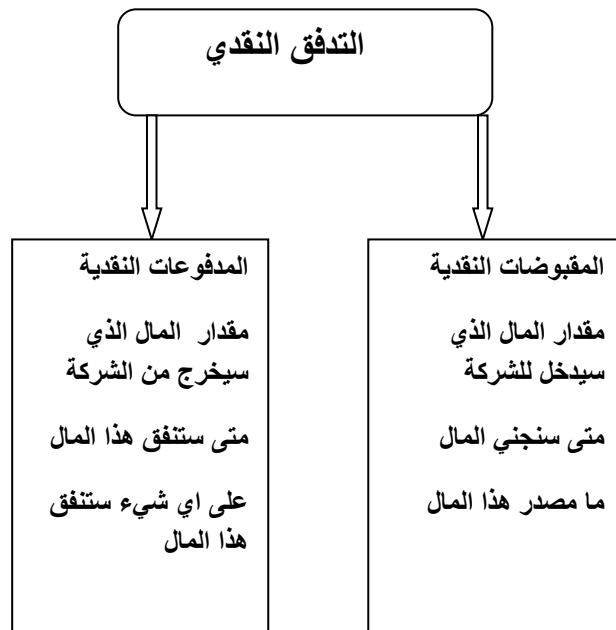 التدفق النقدي
المقبوضات النقدية
مقدار المال الذي
سيدخل للشركة
متى سنجني المال
ما مصدر هذا المال
المدفوعات النقدية
مقدار المال الذي
سيخرج من الشركة
متى ستنفق هذا المال
على اي شيء ستنفق
هذا المال